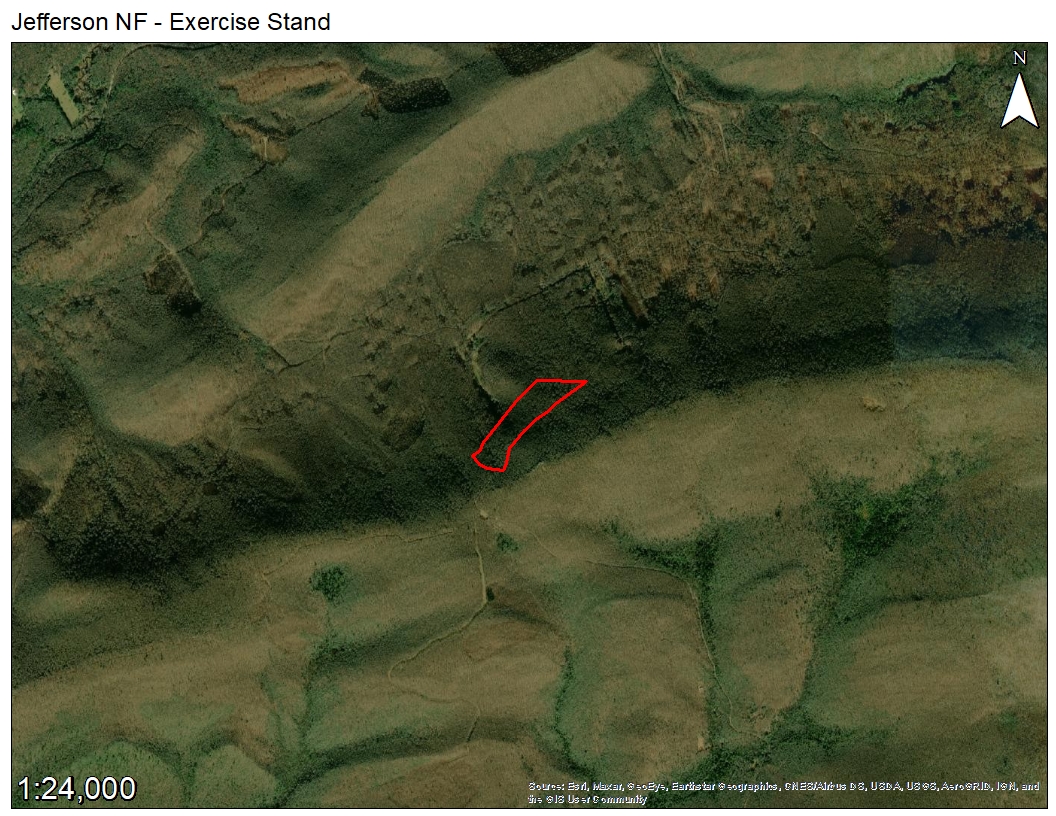 Jefferson NF - Exercise Stand
N
1:24,000
Source: Esri, Maxar, GeoEye, Earthstar Geographics, CNES/Airbus DS, USDA, USGS, AeroGRID, IGN, and
the GIS User Community